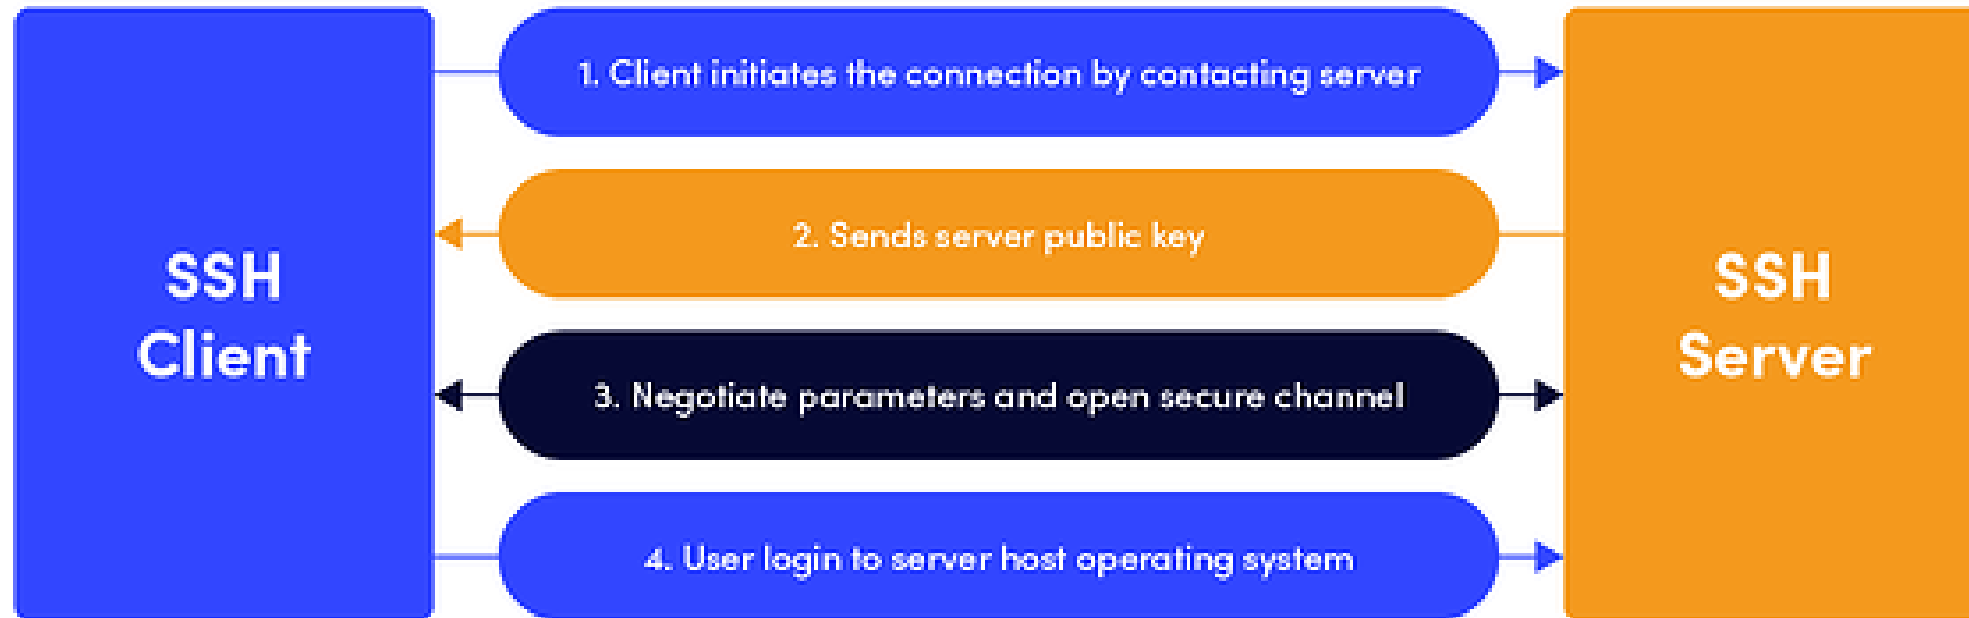 SSH
Client
1. Client initiates the connection by contacting server
2. Sends server public key
3. Negotiate parameters and open secure channel
4. User login to server host operating system
SSH
Server